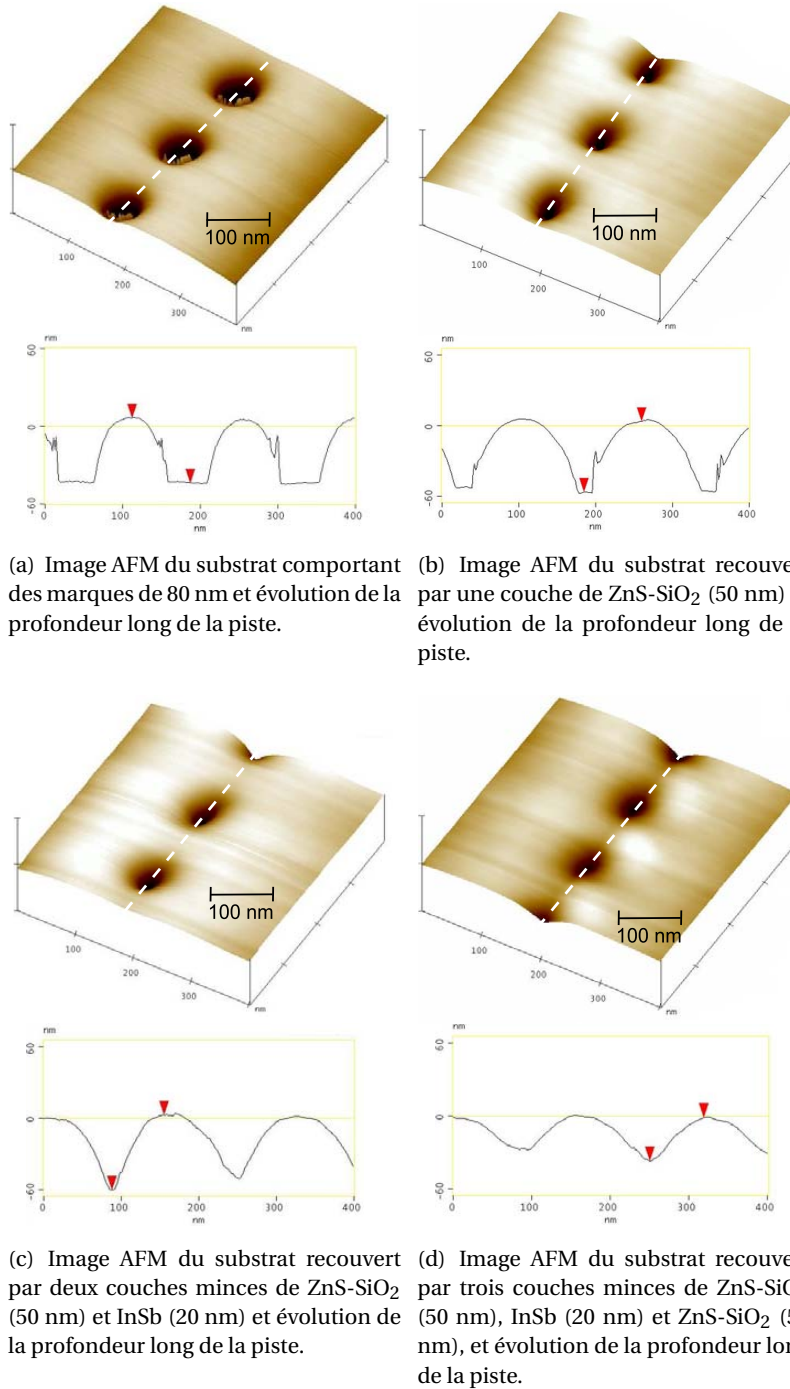 100 nm
100
200
300
nm
nm
60
0
-60
0
100
200
300
400
nm
(a) Image AFM du substrat comportant
des marques de 80 nm et évolution de la
profondeur long de la piste.
100 nm
100
200
300
nm
nm
60
0
-60
0
100
200
300
400
nm
(b) Image AFM du substrat recouve
par une couche de ZnS-SiO₂ (50 nm)
évolution de la profondeur long de
piste.
100 nm
100
200
300
nm
nm
60
0
-60
0
100
200
300
400
nm
(c) Image AFM du substrat recouvert
par deux couches minces de ZnS-SiO₂
(50 nm) et InSb (20 nm) et évolution de
la profondeur long de la piste.
100 nm
100
200
300
nm
nm
60
0
-60
0
100
200
300
400
nm
(d) Image AFM du substrat recouve
par trois couches minces de ZnS-SiO
(50 nm), InSb (20 nm) et ZnS-SiO₂ (5
nm), et évolution de la profondeur lon
de la piste.